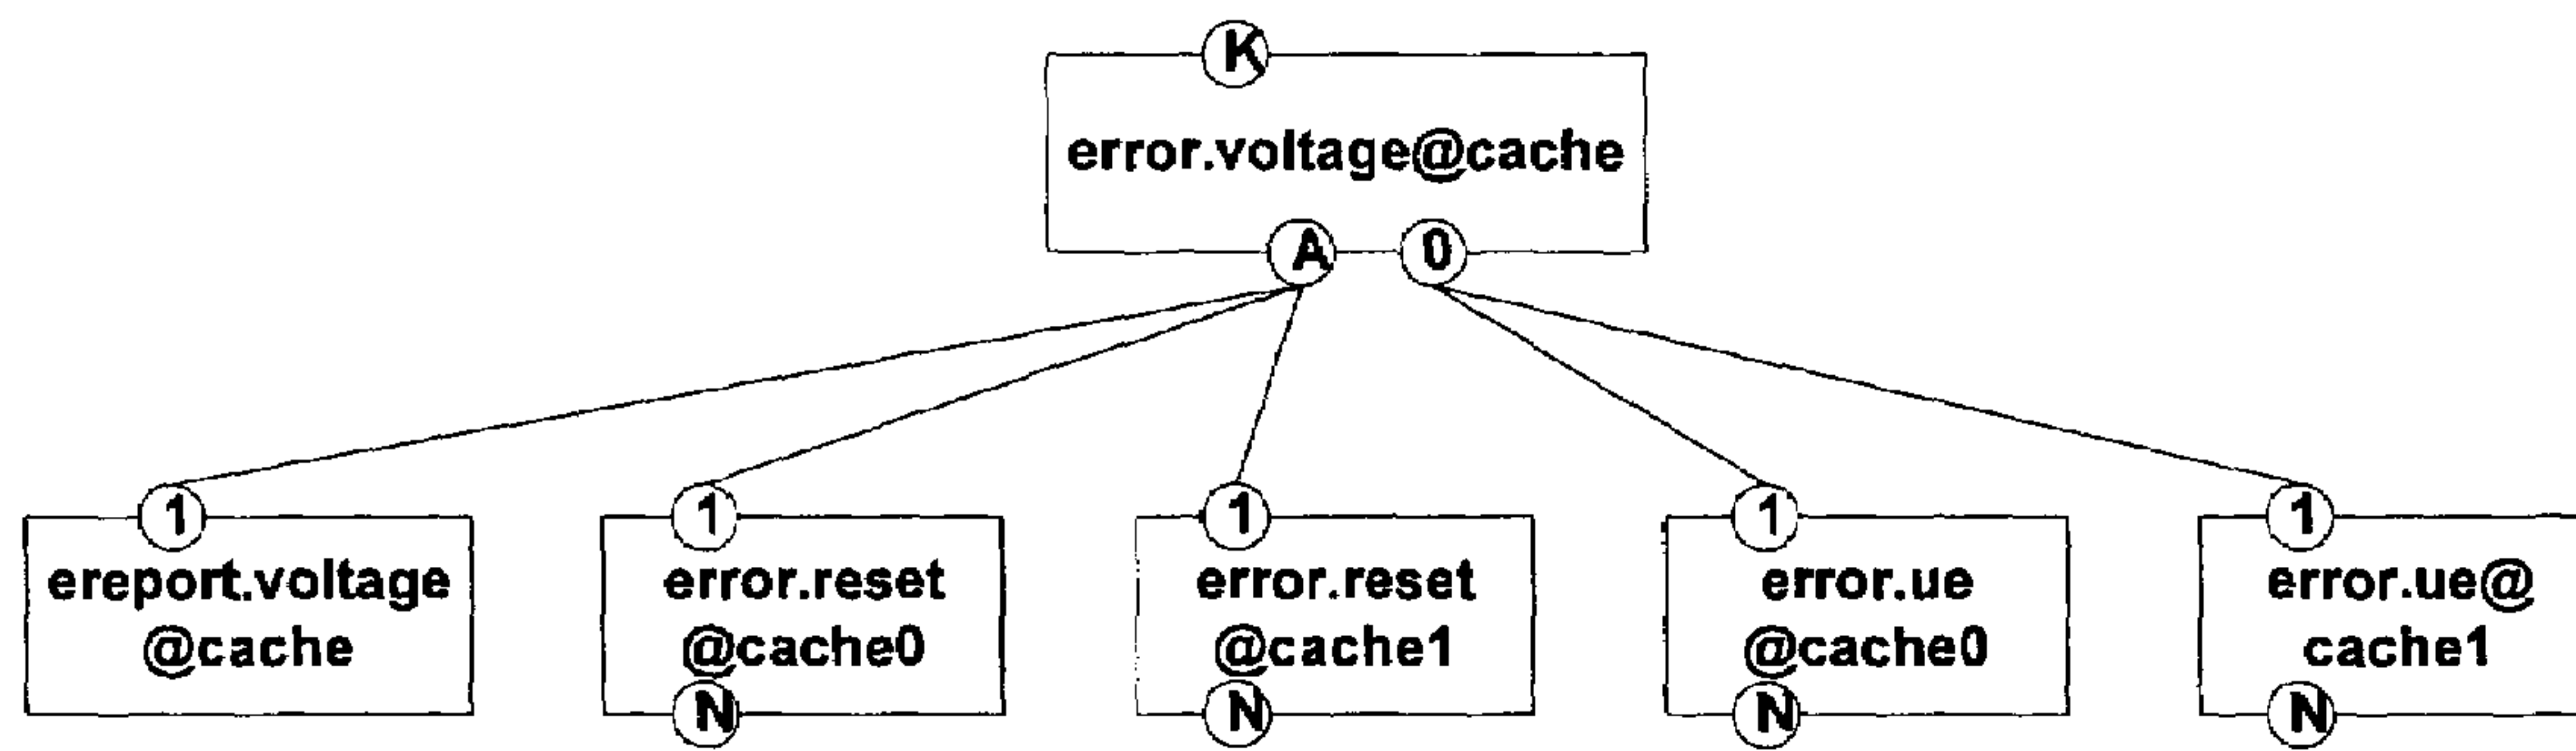 K
error.voltage@cache
A 0
1 1 1 1 1
ereport.voltage error.reset error.reset error.ue error.ue@
@cache @cache0 @cache1 @cache0 cache1
N N N N